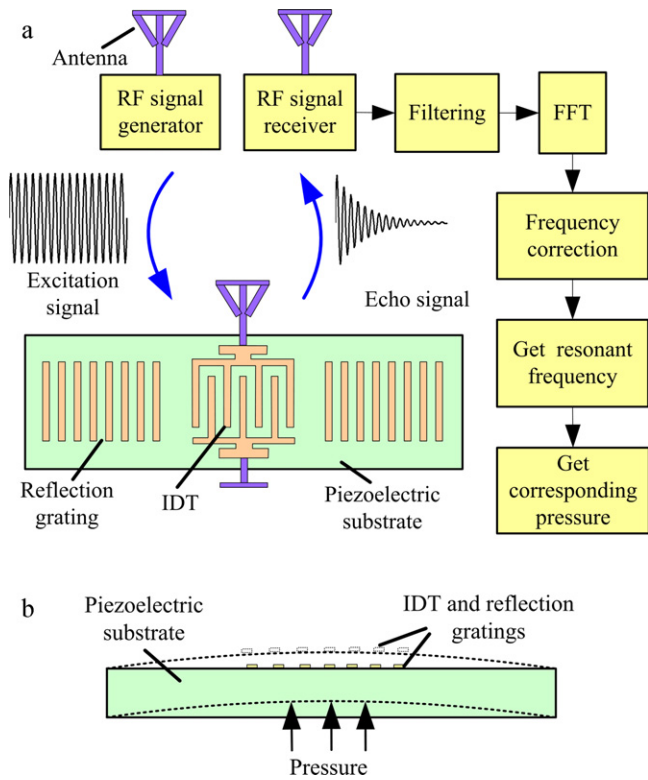 a
Antenna
RF signal
generator
RF signal
receiver
Filtering
FFT
Frequency
correction
Excitation
signal
Echo signal
Get resonant
frequency
Reflection
grating
IDT
Piezoelectric
substrate
Get
corresponding
pressure
b
Piezoelectric
substrate
IDT and reflection
gratings
Pressure